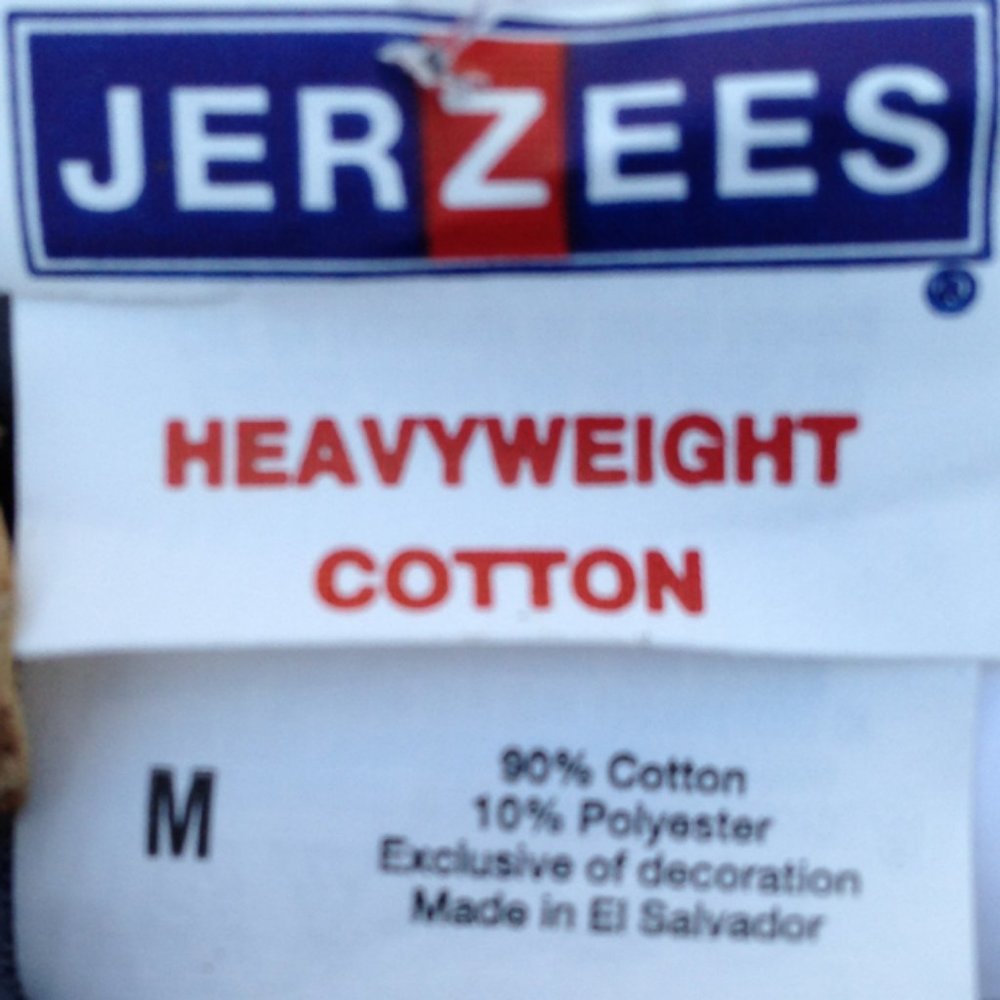 JERZEES
®
HEAVYWEIGHT
COTTON
M
90% Cotton
10% Polyester
Exclusive of decoration
Made in El Salvador